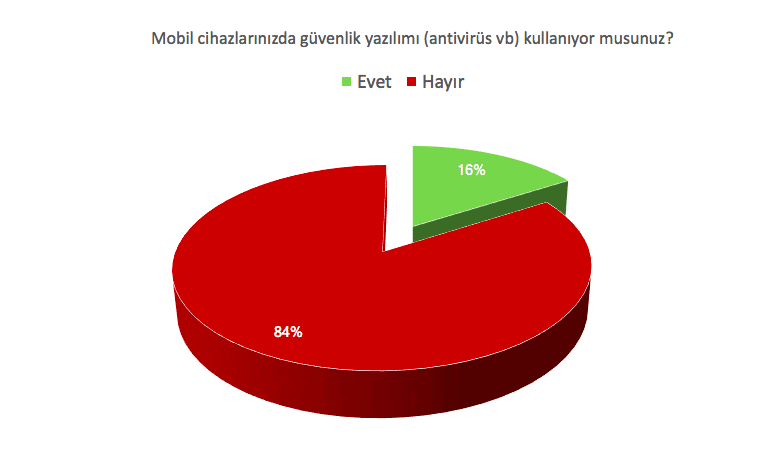 Mobil cihazlarınızda güvenlik yazılımı (antivirüs vb) kullanıyor musunuz?
Evet Hayır
16%
84%